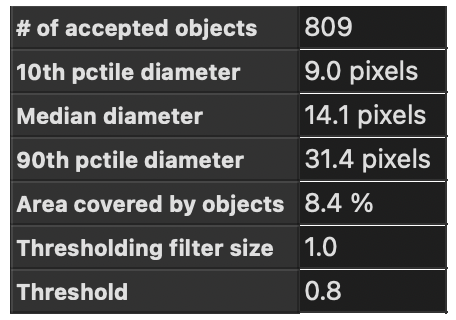 # of accepted objects 809
10th pctile diameter 9.0 pixels
Median diameter 14.1 pixels
90th pctile diameter 31.4 pixels
Area covered by objects 8.4 %
Thresholding filter size 1.0
Threshold 0.8